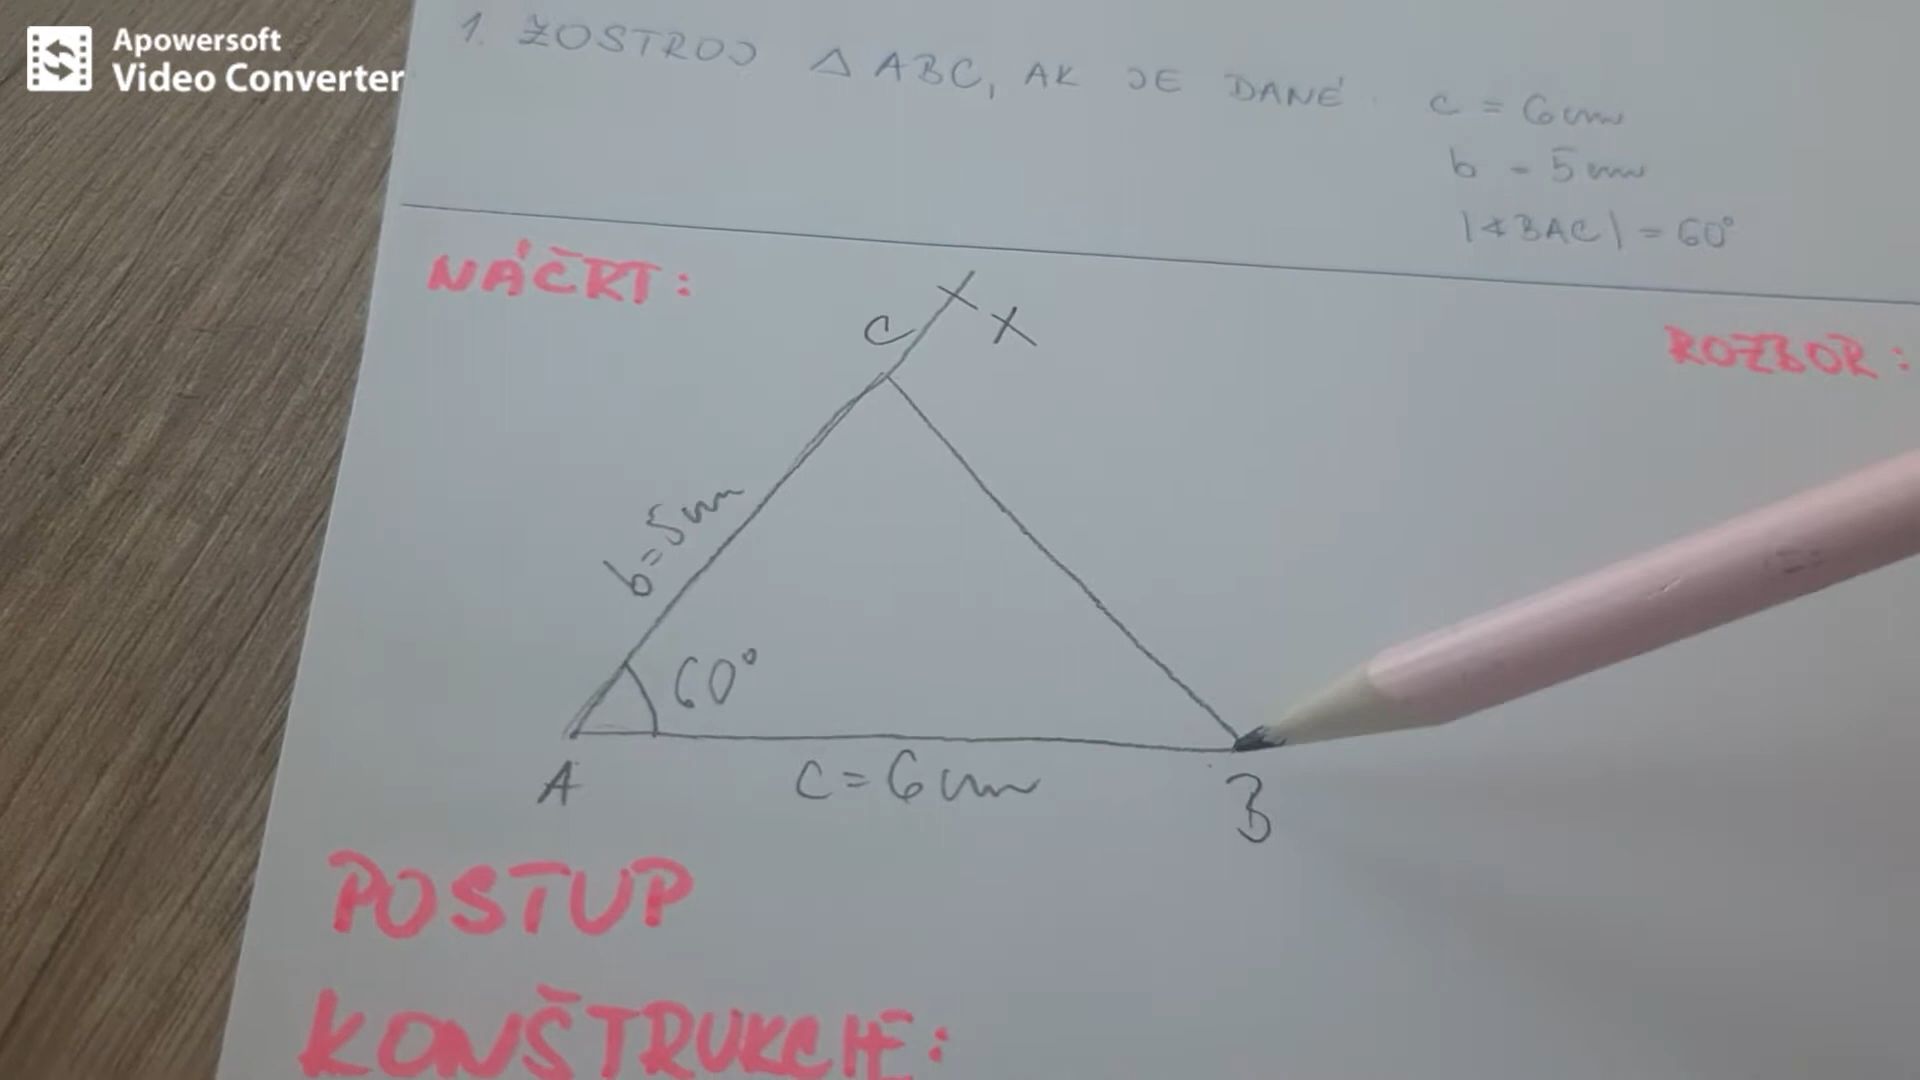 Apowersoft
Video Converter
1. ZOSTROJ △ ABC, AK JE DANÉ: c = 6cm
b = 5cm
|∢BAC| = 60°
NÁČRT:
ROZBOR:
C
X
b=5cm
60°
A
c=6cm
B
POSTUP
KONŠTRUKCIE: